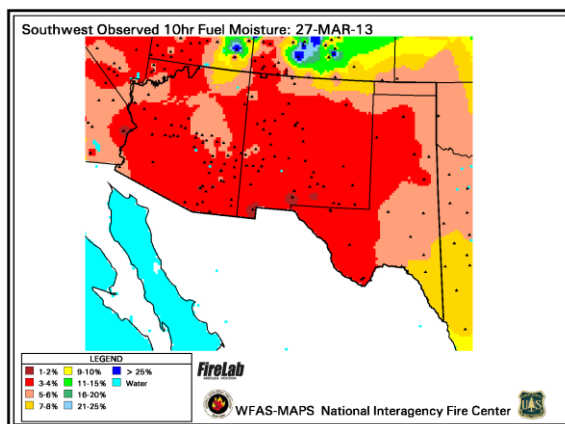 Southwest Observed 10hr Fuel Moisture: 27-MAR-13
LEGEND
1-2% 9-10% > 25%
3-4% 11-15% Water
5-6% 16-20%
7-8% 21-25%
FireLab
WFAS-MAPS National Interagency Fire Center